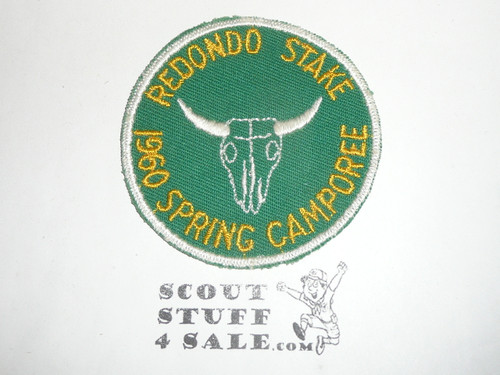 REDONDO STAKE
1960 SPRING CAMPOREE
SCOUT
STUFF
4 SALE.COM